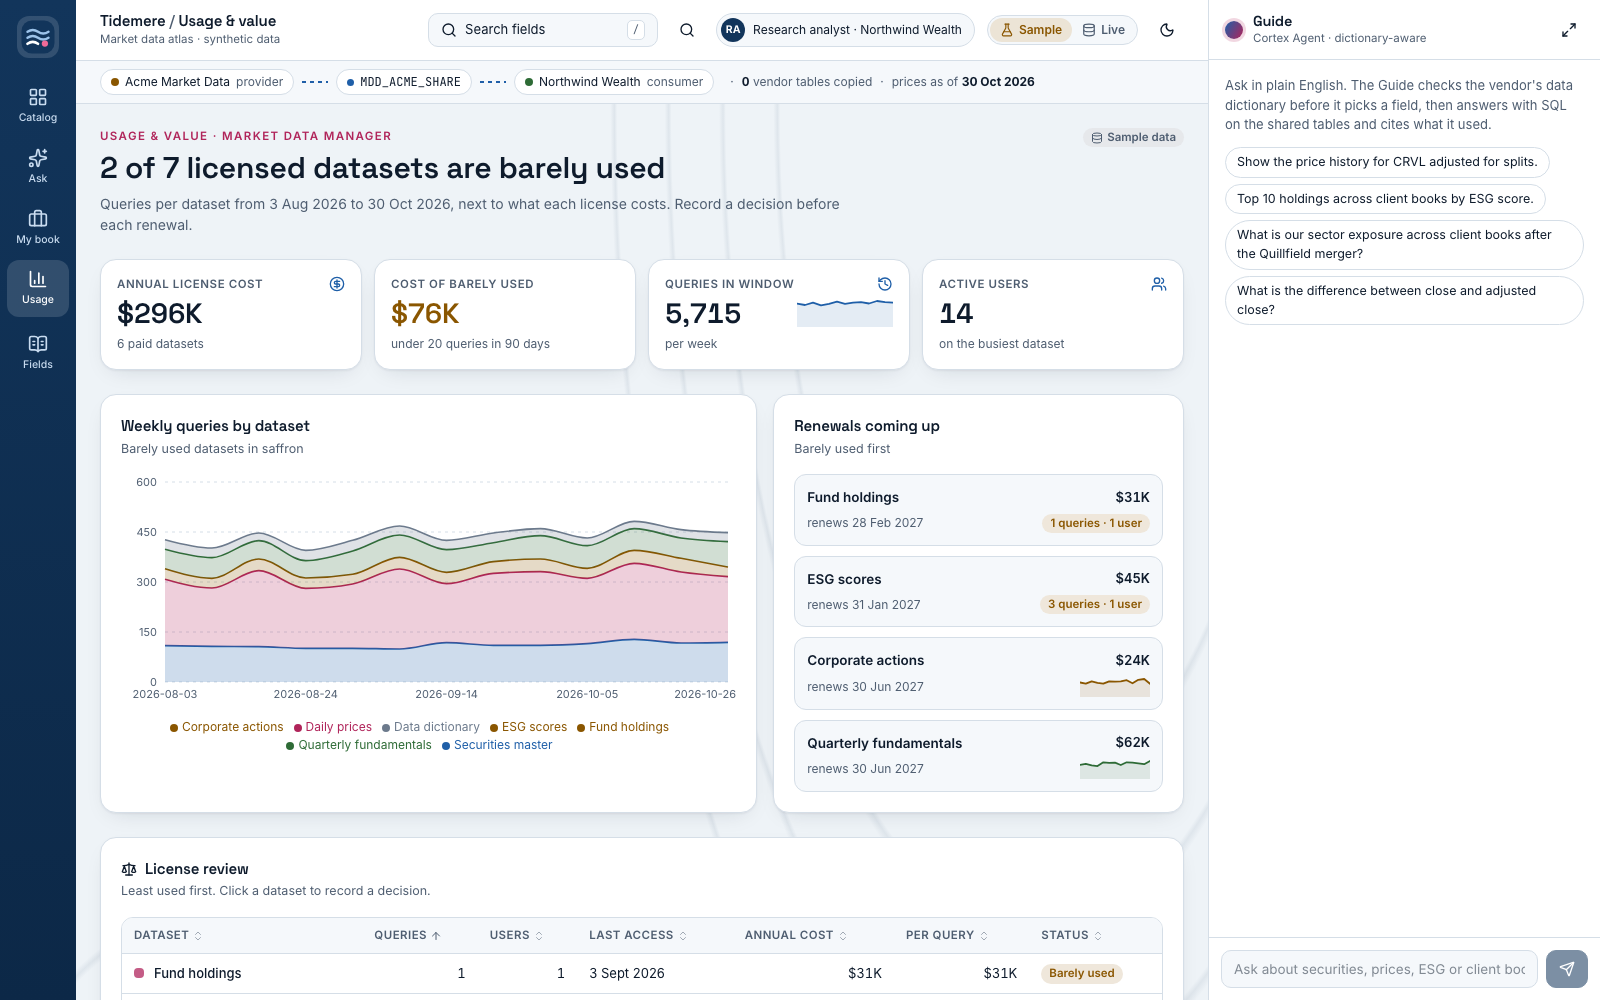 Tidemere / Usage & value
Market data atlas · synthetic data
Search fields
/
RA
Research analyst · Northwind Wealth
Sample
Live
Guide
Cortex Agent · dictionary-aware
Catalog
Ask
My book
Usage
Fields
Acme Market Data provider
MDD_ACME_SHARE
Northwind Wealth consumer
· 0 vendor tables copied · prices as of 30 Oct 2026
USAGE & VALUE · MARKET DATA MANAGER
Sample data
2 of 7 licensed datasets are barely used
Queries per dataset from 3 Aug 2026 to 30 Oct 2026, next to what each license costs. Record a decision before
each renewal.
ANNUAL LICENSE COST
$296K
6 paid datasets
COST OF BARELY USED
$76K
under 20 queries in 90 days
QUERIES IN WINDOW
5,715
per week
ACTIVE USERS
14
on the busiest dataset
Weekly queries by dataset
Barely used datasets in saffron
600
450
300
150
0
2026-08-03
2026-08-24
2026-09-14
2026-10-05
2026-10-26
Corporate actions
Daily prices
Data dictionary
ESG scores
Fund holdings
Quarterly fundamentals
Securities master
Renewals coming up
Barely used first
Fund holdings
$31K
renews 28 Feb 2027
1 queries · 1 user
ESG scores
$45K
renews 31 Jan 2027
3 queries · 1 user
Corporate actions
$24K
renews 30 Jun 2027
Quarterly fundamentals
$62K
renews 30 Jun 2027
License review
Least used first. Click a dataset to record a decision.
DATASET
QUERIES
USERS
LAST ACCESS
ANNUAL COST
PER QUERY
STATUS
Fund holdings
1
1
3 Sept 2026
$31K
$31K
Barely used
Ask in plain English. The Guide checks the vendor's data
dictionary before it picks a field, then answers with SQL
on the shared tables and cites what it used.
Show the price history for CRVL adjusted for splits.
Top 10 holdings across client books by ESG score.
What is our sector exposure across client books after
the Quillfield merger?
What is the difference between close and adjusted
close?
Ask about securities, prices, ESG or client boo